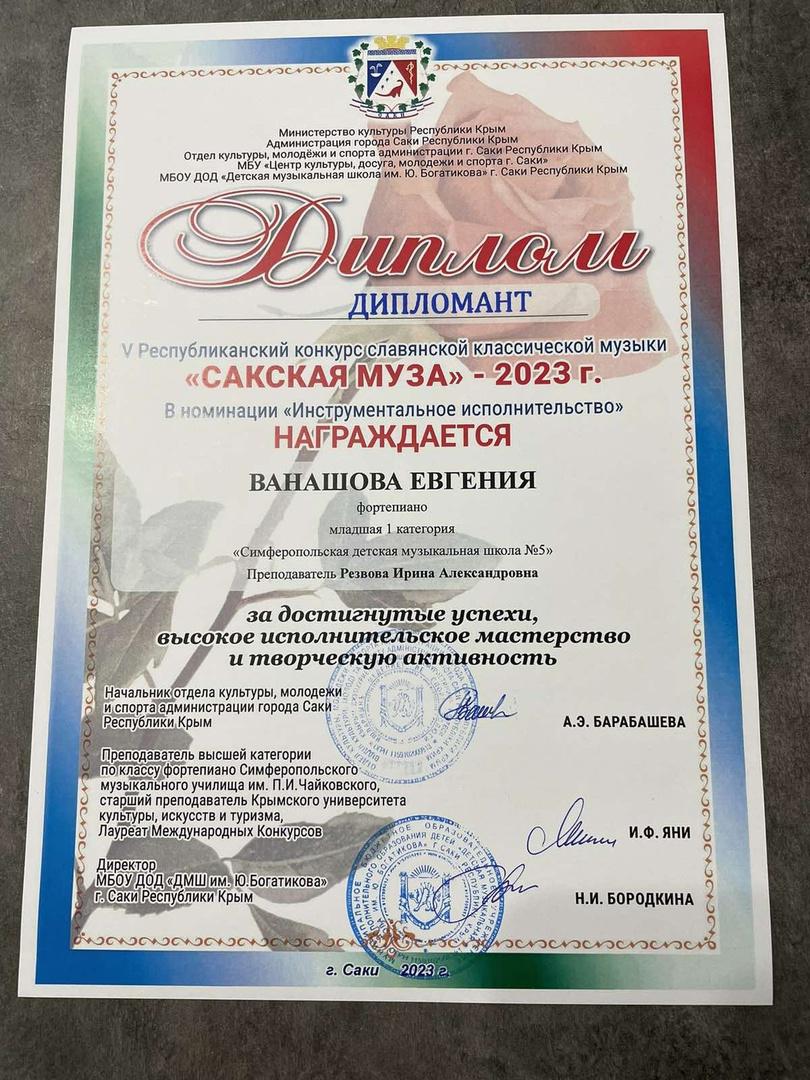 САКИ
Министерство культуры Республики Крым
Администрация города Саки Республики Крым
Отдел культуры, молодёжи и спорта администрации г. Саки Республики Крым
МБУ «Центр культуры, досуга, молодежи и спорта г. Саки»
МБОУ ДОД «Детская музыкальная школа им. Ю. Богатикова» г. Саки Республики Крым
Диплом
ДИПЛОМАНТ
V Республиканский конкурс славянской классической музыки
«САКСКАЯ МУЗА» - 2023 г.
В номинации «Инструментальное исполнительство»
НАГРАЖДАЕТСЯ
ВАНАШОВА ЕВГЕНИЯ
фортепиано
младшая 1 категория
«Симферопольская детская музыкальная школа №5»
Преподаватель Резвова Ирина Александровна
за достигнутые успехи,
высокое исполнительское мастерство
и творческую активность
Начальник отдела культуры, молодежи
и спорта администрации города Саки
Республики Крым
А.Э. БАРАБАШЕВА
Преподаватель высшей категории
по классу фортепиано Симферопольского
музыкального училища им. П.И.Чайковского,
старший преподаватель Крымского университета
культуры, искусств и туризма,
Лауреат Международных Конкурсов
И.Ф. ЯНИ
Директор
МБОУ ДОД «ДМШ им. Ю.Богатикова»
г. Саки Республики Крым
Н.И. БОРОДКИНА
г. Саки 2023 г.